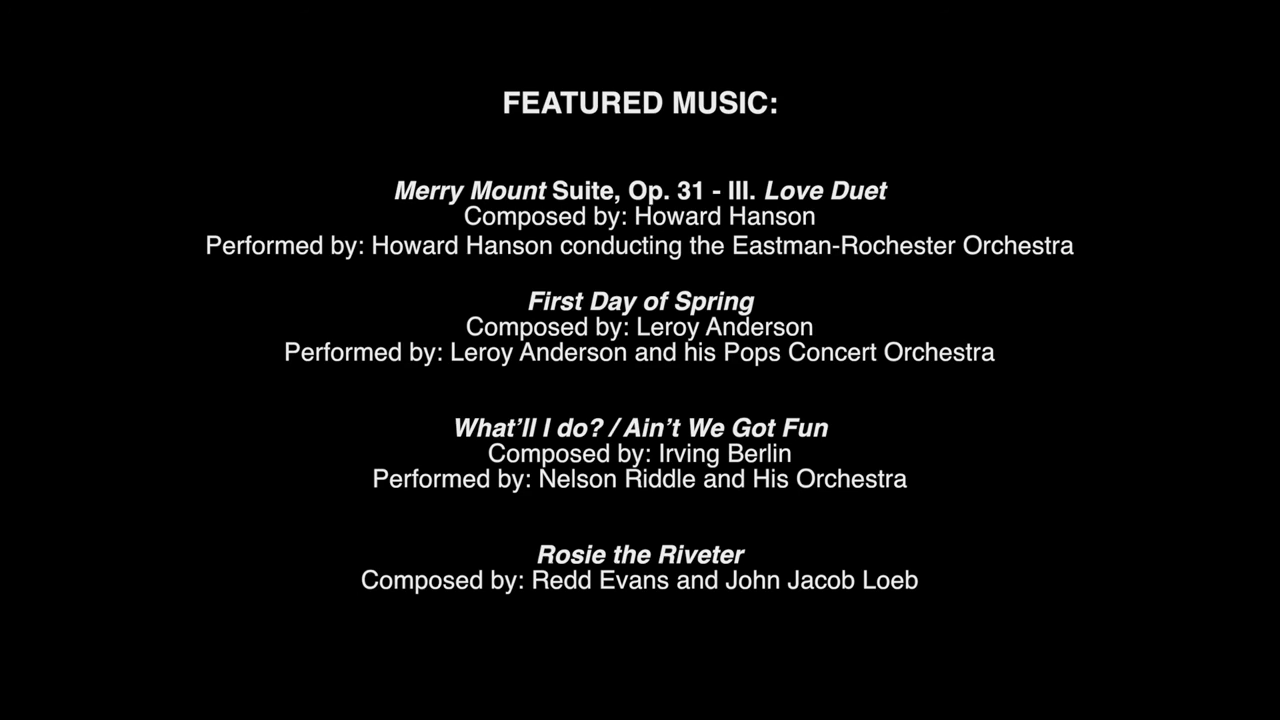 FEATURED MUSIC:
Merry Mount Suite, Op. 31 - III. Love Duet
Composed by: Howard Hanson
Performed by: Howard Hanson conducting the Eastman-Rochester Orchestra
First Day of Spring
Composed by: Leroy Anderson
Performed by: Leroy Anderson and his Pops Concert Orchestra
What’ll I do? / Ain’t We Got Fun
Composed by: Irving Berlin
Performed by: Nelson Riddle and His Orchestra
Rosie the Riveter
Composed by: Redd Evans and John Jacob Loeb